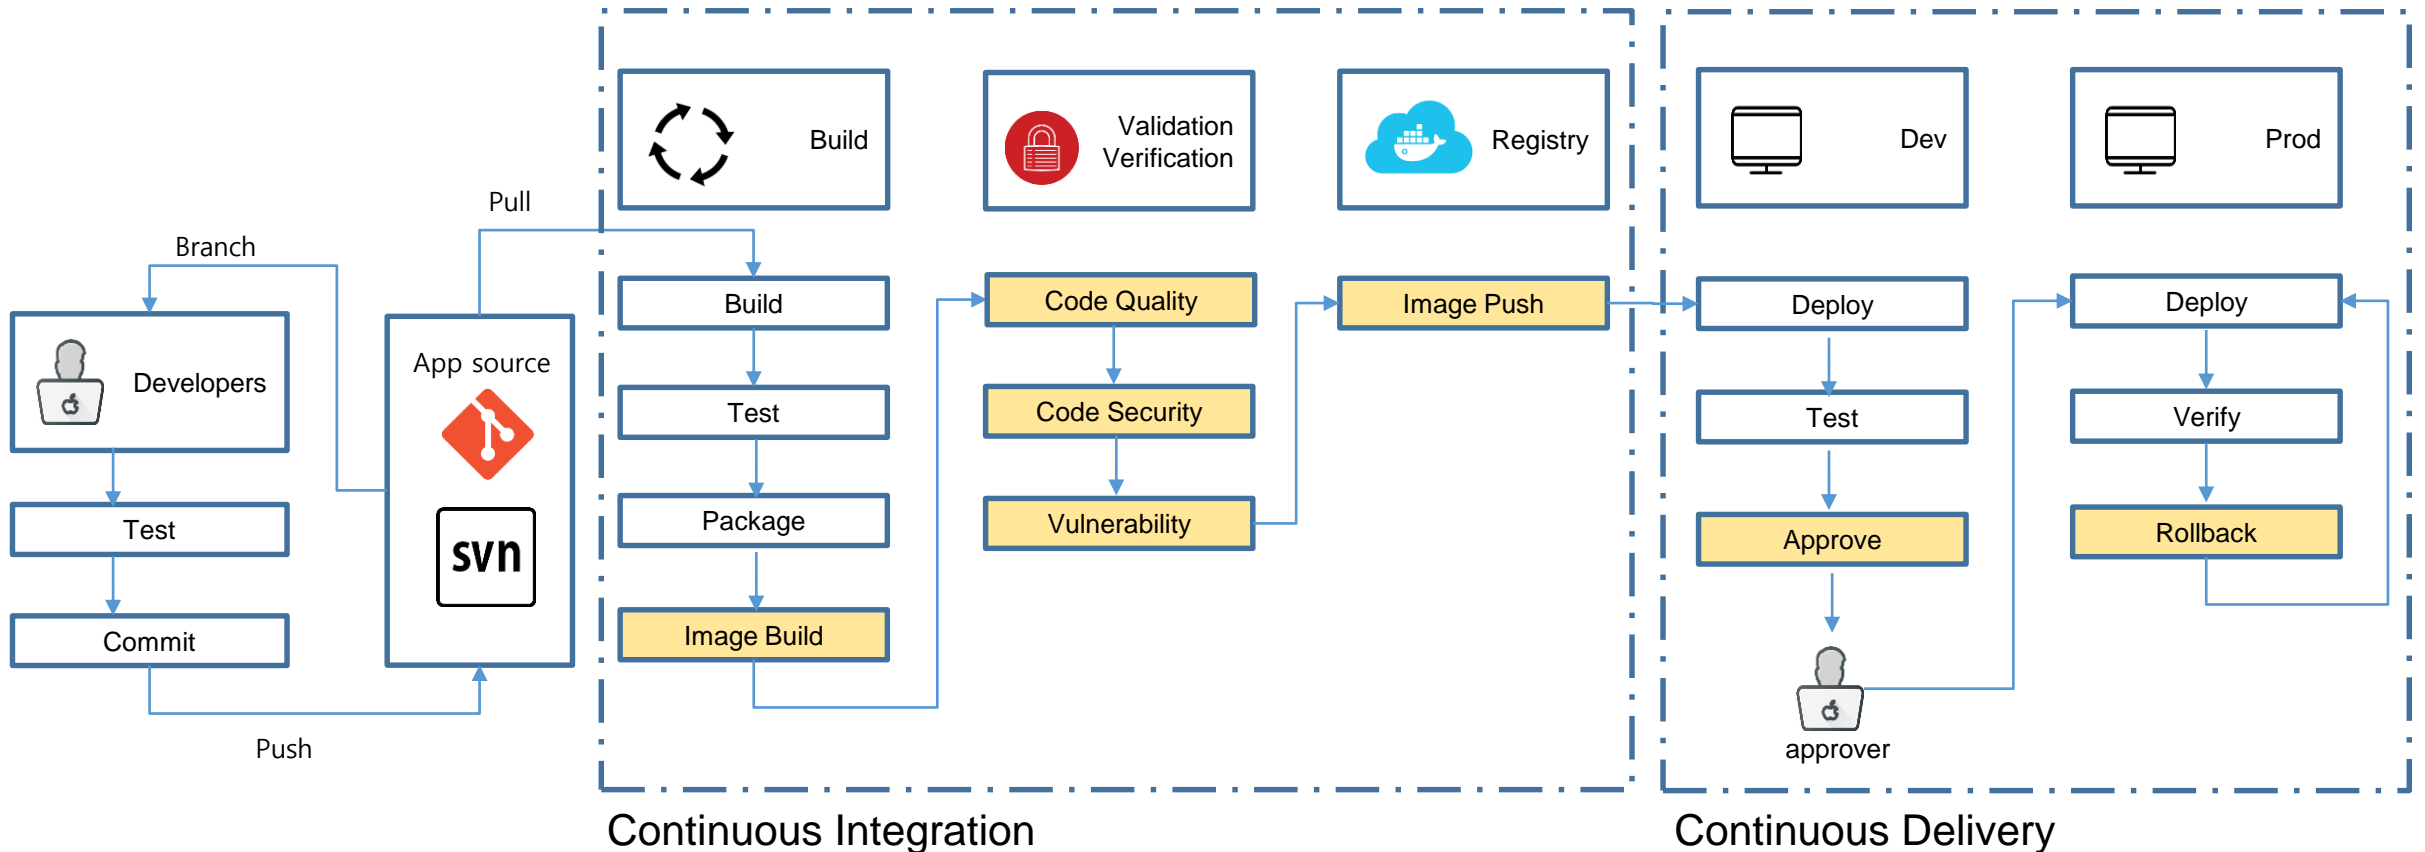 Branch
Developers
Test
Commit
Push
Pull
App source
svn
Build
Build
Test
Package
Image Build
Validation
Verification
Code Quality
Code Security
Vulnerability
Registry
Image Push
Continuous Integration
Dev
Deploy
Test
Approve
approver
Prod
Deploy
Verify
Rollback
Continuous Delivery